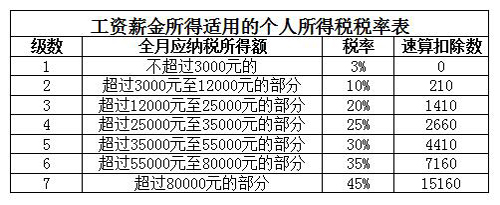 工资薪金所得适用的个人所得税税率表
级数 全月应纳税所得额 税率 速算扣除数
1 不超过3000元的 3% 0
2 超过3000元至12000元的部分 10% 210
3 超过12000元至25000元的部分 20% 1410
4 超过25000元至35000元的部分 25% 2660
5 超过35000元至55000元的部分 30% 4410
6 超过55000元至80000元的部分 35% 7160
7 超过80000元的部分 45% 15160